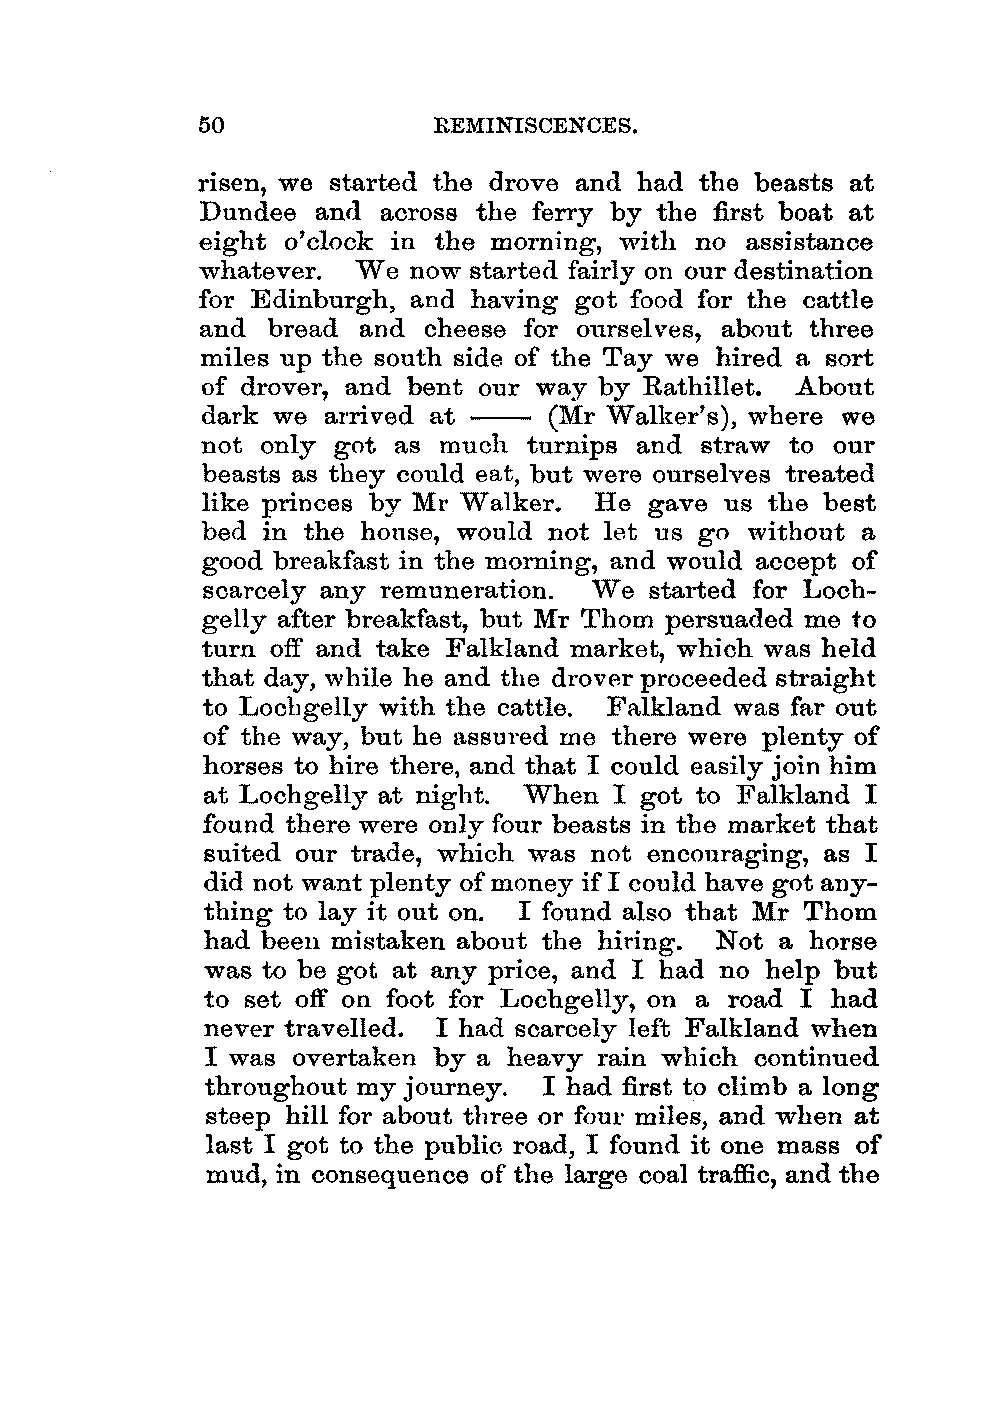 50 REMINISCENCES.
risen, we started the drove and had the beasts at
Dundee and across the ferry by the first boat at
eight o'clock in the morning, with no assistance
whatever. We now started fairly on our destination
for Edinburgh, and having got food for the cattle
and bread and cheese for ourselves, about three
miles up the south side of the Tay we hired a sort
of drover, and bent our way by Rathillet. About
dark we arrived at —— (Mr Walker's), where we
not only got as much turnips and straw to our
beasts as they could eat, but were ourselves treated
like princes by Mr Walker. He gave us the best
bed in the house, would not let us go without a
good breakfast in the morning, and would accept of
scarcely any remuneration. We started for Loch-
gelly after breakfast, but Mr Thom persuaded me to
turn off and take Falkland market, which was held
that day, while he and the drover proceeded straight
to Lochgelly with the cattle. Falkland was far out
of the way, but he assured me there were plenty of
horses to hire there, and that I could easily join him
at Lochgelly at night. When I got to Falkland I
found there were only four beasts in the market that
suited our trade, which was not encouraging, as I
did not want plenty of money if I could have got any-
thing to lay it out on. I found also that Mr Thom
had been mistaken about the hiring. Not a horse
was to be got at any price, and I had no help but
to set off on foot for Lochgelly, on a road I had
never travelled. I had scarcely left Falkland when
I was overtaken by a heavy rain which continued
throughout my journey. I had first to climb a long
steep hill for about three or four miles, and when at
last I got to the public road, I found it one mass of
mud, in consequence of the large coal traffic, and the